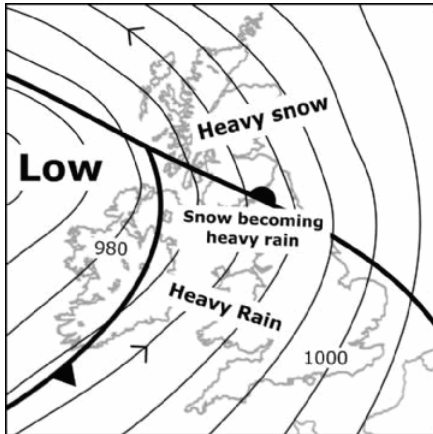 Heavy snow
Low
Snow becoming
heavy rain
980
Heavy Rain
1000